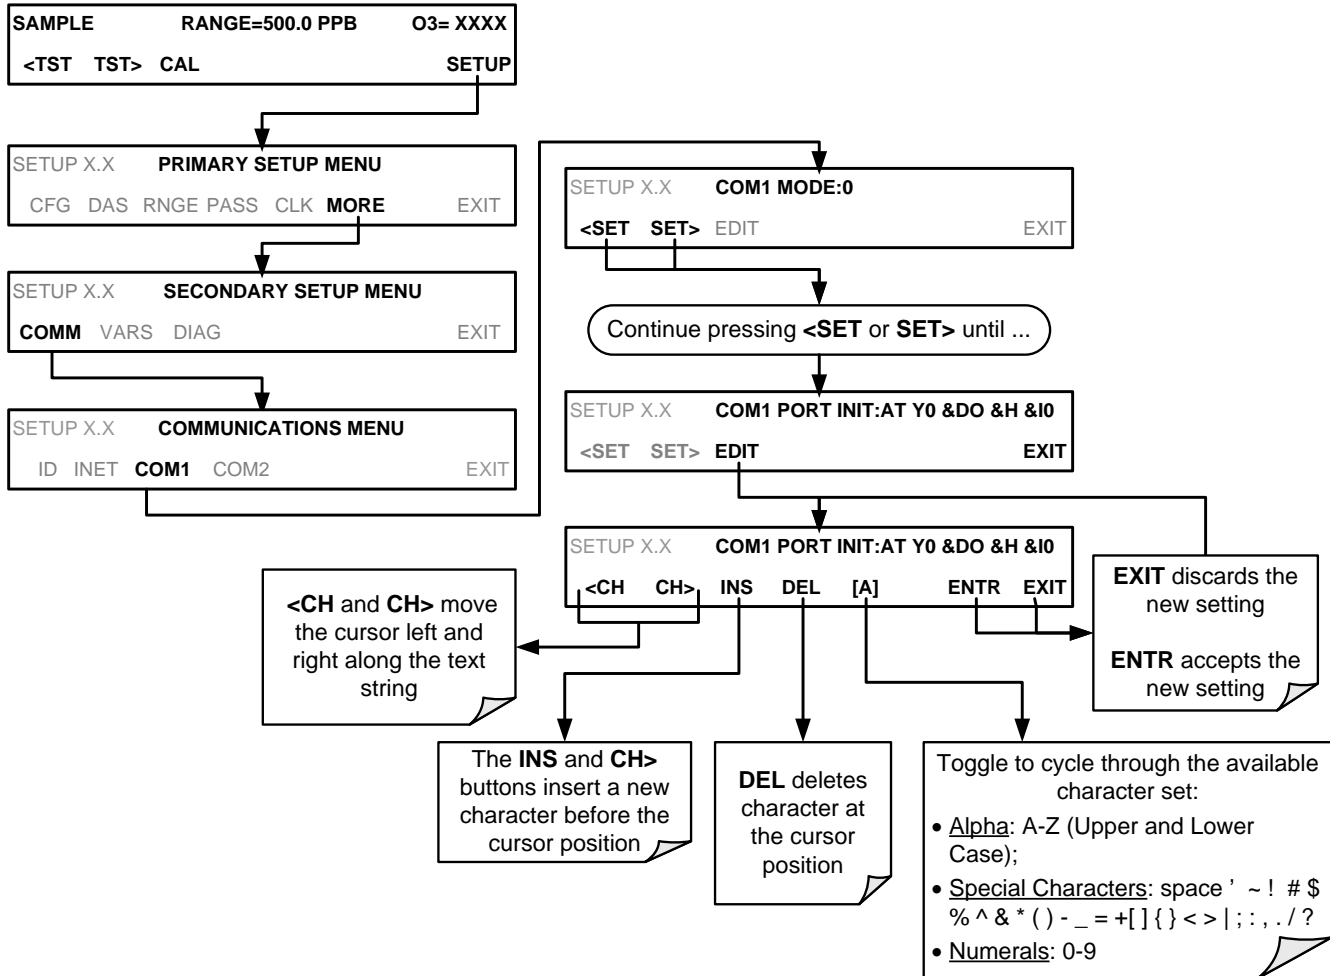 SAMPLE RANGE=500.0 PPB O3= XXXX
<TST TST> CAL SETUP
SETUP X.X PRIMARY SETUP MENU
CFG DAS RNGE PASS CLK MORE EXIT
SETUP X.X SECONDARY SETUP MENU
COMM VARS DIAG EXIT
SETUP X.X COMMUNICATIONS MENU
ID INET COM1 COM2 EXIT
SETUP X.X COM1 MODE:0
<SET SET> EDIT EXIT
Continue pressing <SET or SET> until ...
SETUP X.X COM1 PORT INIT:AT Y0 &DO &H &I0
<SET SET> EDIT EXIT
SETUP X.X COM1 PORT INIT:AT Y0 &DO &H &I0
<CH CH> INS DEL [A] ENTR EXIT
<CH and CH> move
the cursor left and
right along the text
string
EXIT discards the
new setting
ENTR accepts the
new setting
The INS and CH>
buttons insert a new
character before the
cursor position
DEL deletes
character at
the cursor
position
Toggle to cycle through the available
character set:
• Alpha: A-Z (Upper and Lower
Case);
• Special Characters: space ' ~ ! # $
% ^ & * ( ) - _ = +[ ] { } < > | ; : , . / ?
• Numerals: 0-9